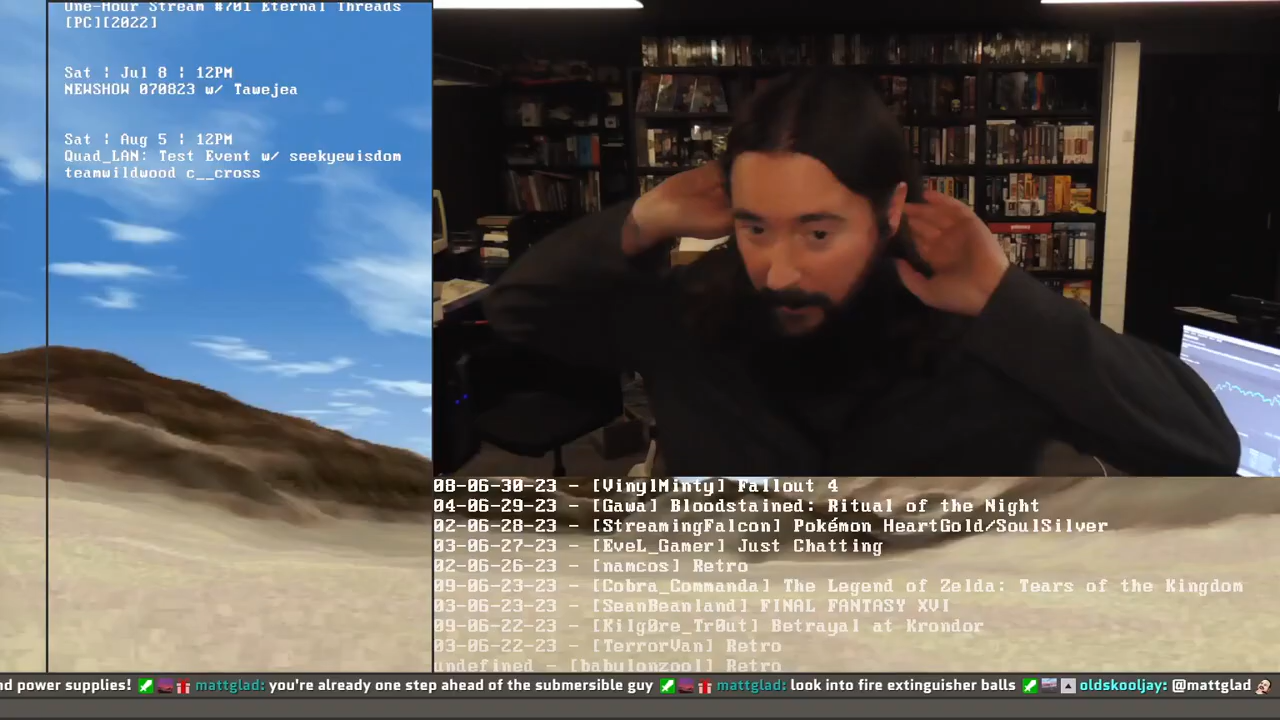 One-Hour Stream #701 Eternal Threads
[PC][2022]
Sat ¦ Jul 8 ¦ 12PM
NEWSHOW 070823 w/ Tawejea
Sat ¦ Aug 5 ¦ 12PM
Quad_LAN: Test Event w/ seekyewisdom
teamwildwood c__cross
08-06-30-23 - [VinylMinty] Fallout 4
04-06-29-23 - [Gawa] Bloodstained: Ritual of the Night
02-06-28-23 - [StreamingFalcon] Pokémon HeartGold/SoulSilver
03-06-27-23 - [EveL_Gamer] Just Chatting
02-06-26-23 - [namcos] Retro
09-06-23-23 - [Cobra_Commanda] The Legend of Zelda: Tears of the Kingdom
03-06-23-23 - [SeanBeanland] FINAL FANTASY XVI
09-06-22-23 - [Kilg0re_Tr0ut] Betrayal at Krondor
03-06-22-23 - [TerrorVan] Retro
undefined - [babylonzoo1] Retro
nd power supplies! mattglad: you're already one step ahead of the submersible guy mattglad: look into fire extinguisher balls oldskooljay: @mattglad